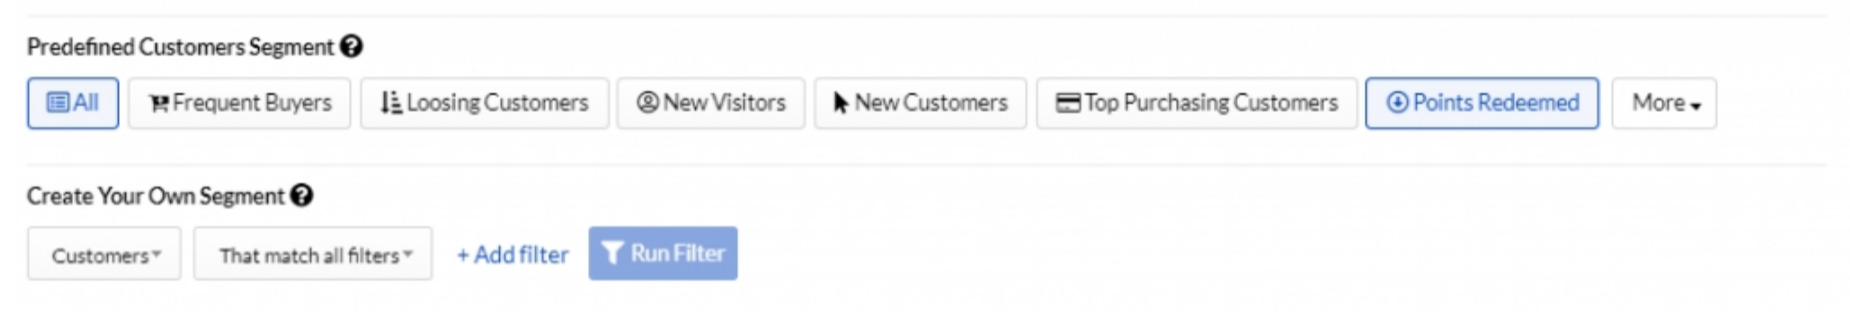 Predefined Customers Segment
All Frequent Buyers Loosing Customers New Visitors New Customers Top Purchasing Customers Points Redeemed More
Create Your Own Segment
Customers That match all filters + Add filter Run Filter